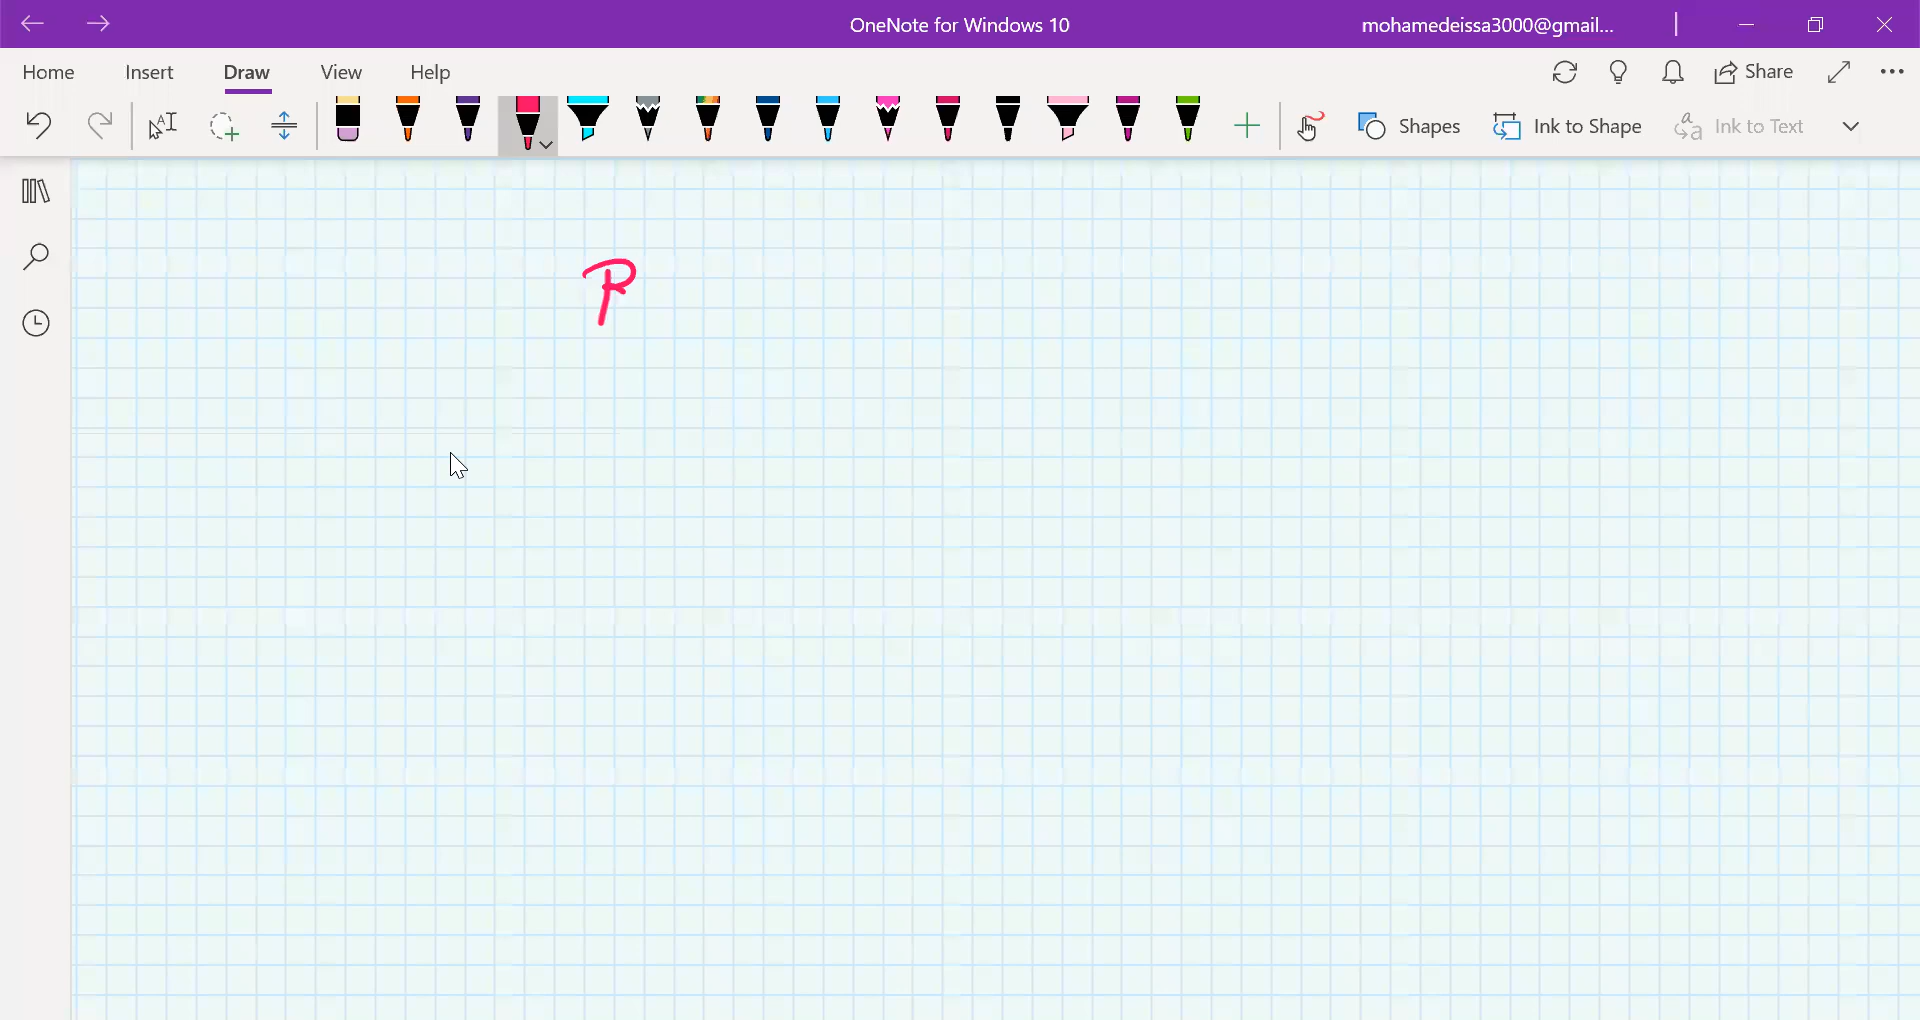 OneNote for Windows 10
mohamedeissa3000@gmail...
Home Insert Draw View Help
Share
Shapes Ink to Shape Ink to Text
R